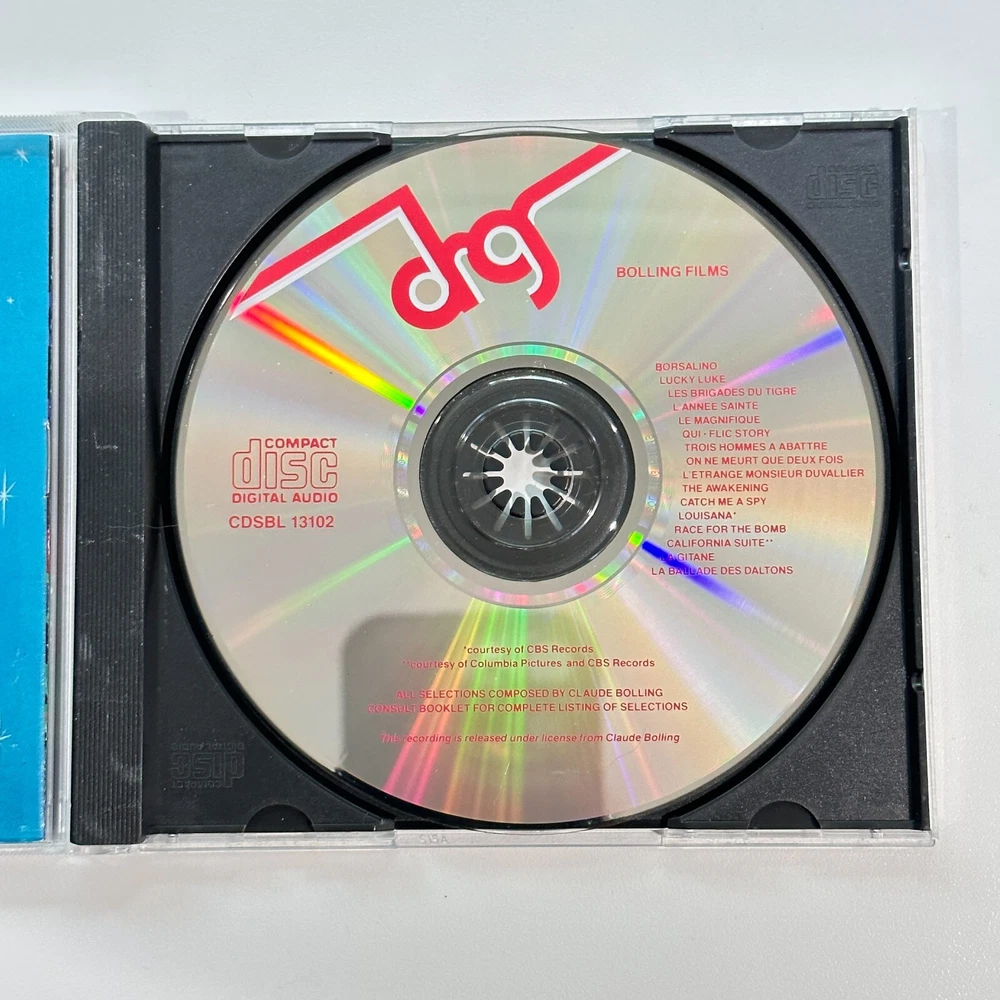 drg
BOLLING FILMS
BORSALINO
LUCKY LUKE
LES BRIGADES DU TIGRE
L'ANNEE SAINTE
LE MAGNIFIQUE
QUI - FLIC STORY
TROIS HOMMES A ABATTRE
ON NE MEURT QUE DEUX FOIS
L'ETRANGE MONSIEUR DUVALLIER
THE AWAKENING
CATCH ME A SPY
LOUISANA*
RACE FOR THE BOMB
CALIFORNIA SUITE**
LA GITANE
LA BALLADE DES DALTONS
COMPACT
disc
DIGITAL AUDIO
CDSBL 13102
*courtesy of CBS Records
**courtesy of Columbia Pictures and CBS Records
ALL SELECTIONS COMPOSED BY CLAUDE BOLLING
CONSULT BOOKLET FOR COMPLETE LISTING OF SELECTIONS
This recording is released under license from Claude Bolling
COMPACT
disc
DIGITAL AUDIO